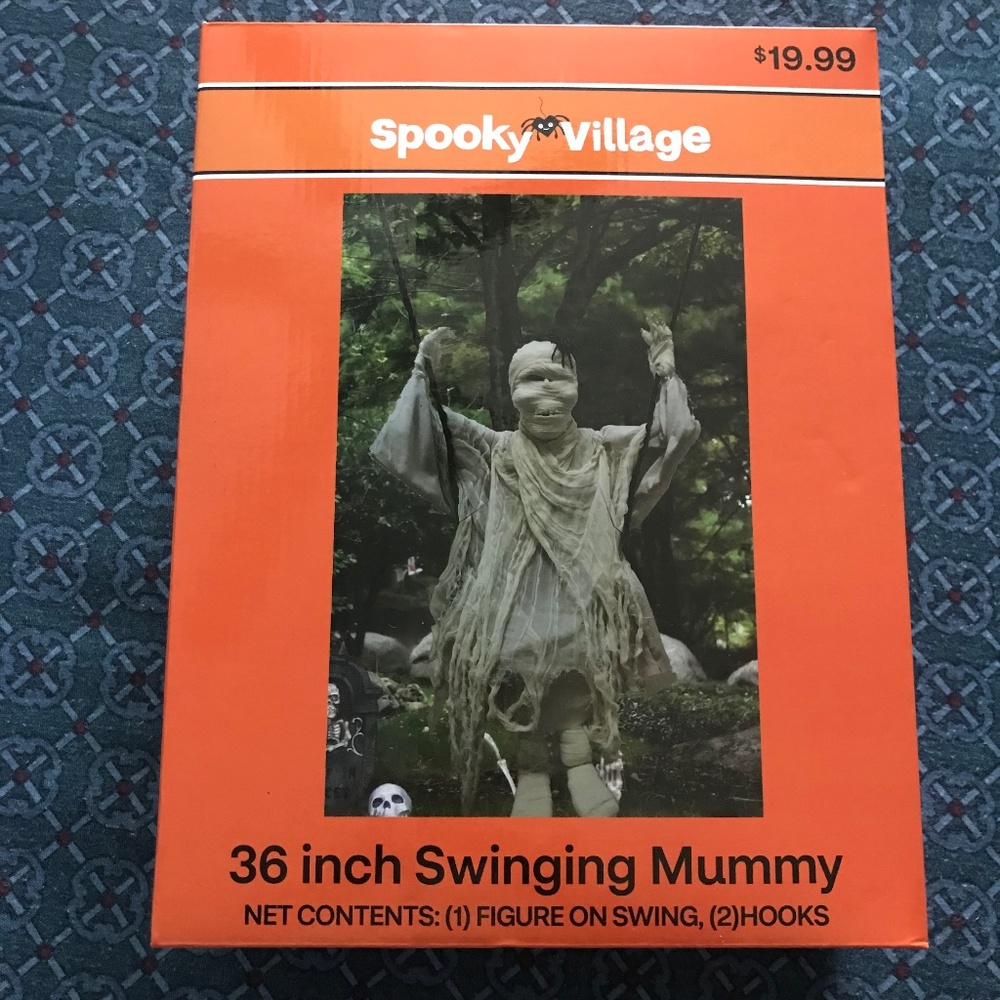 $19.99
Spooky Village
36 inch Swinging Mummy
NET CONTENTS: (1) FIGURE ON SWING, (2)HOOKS